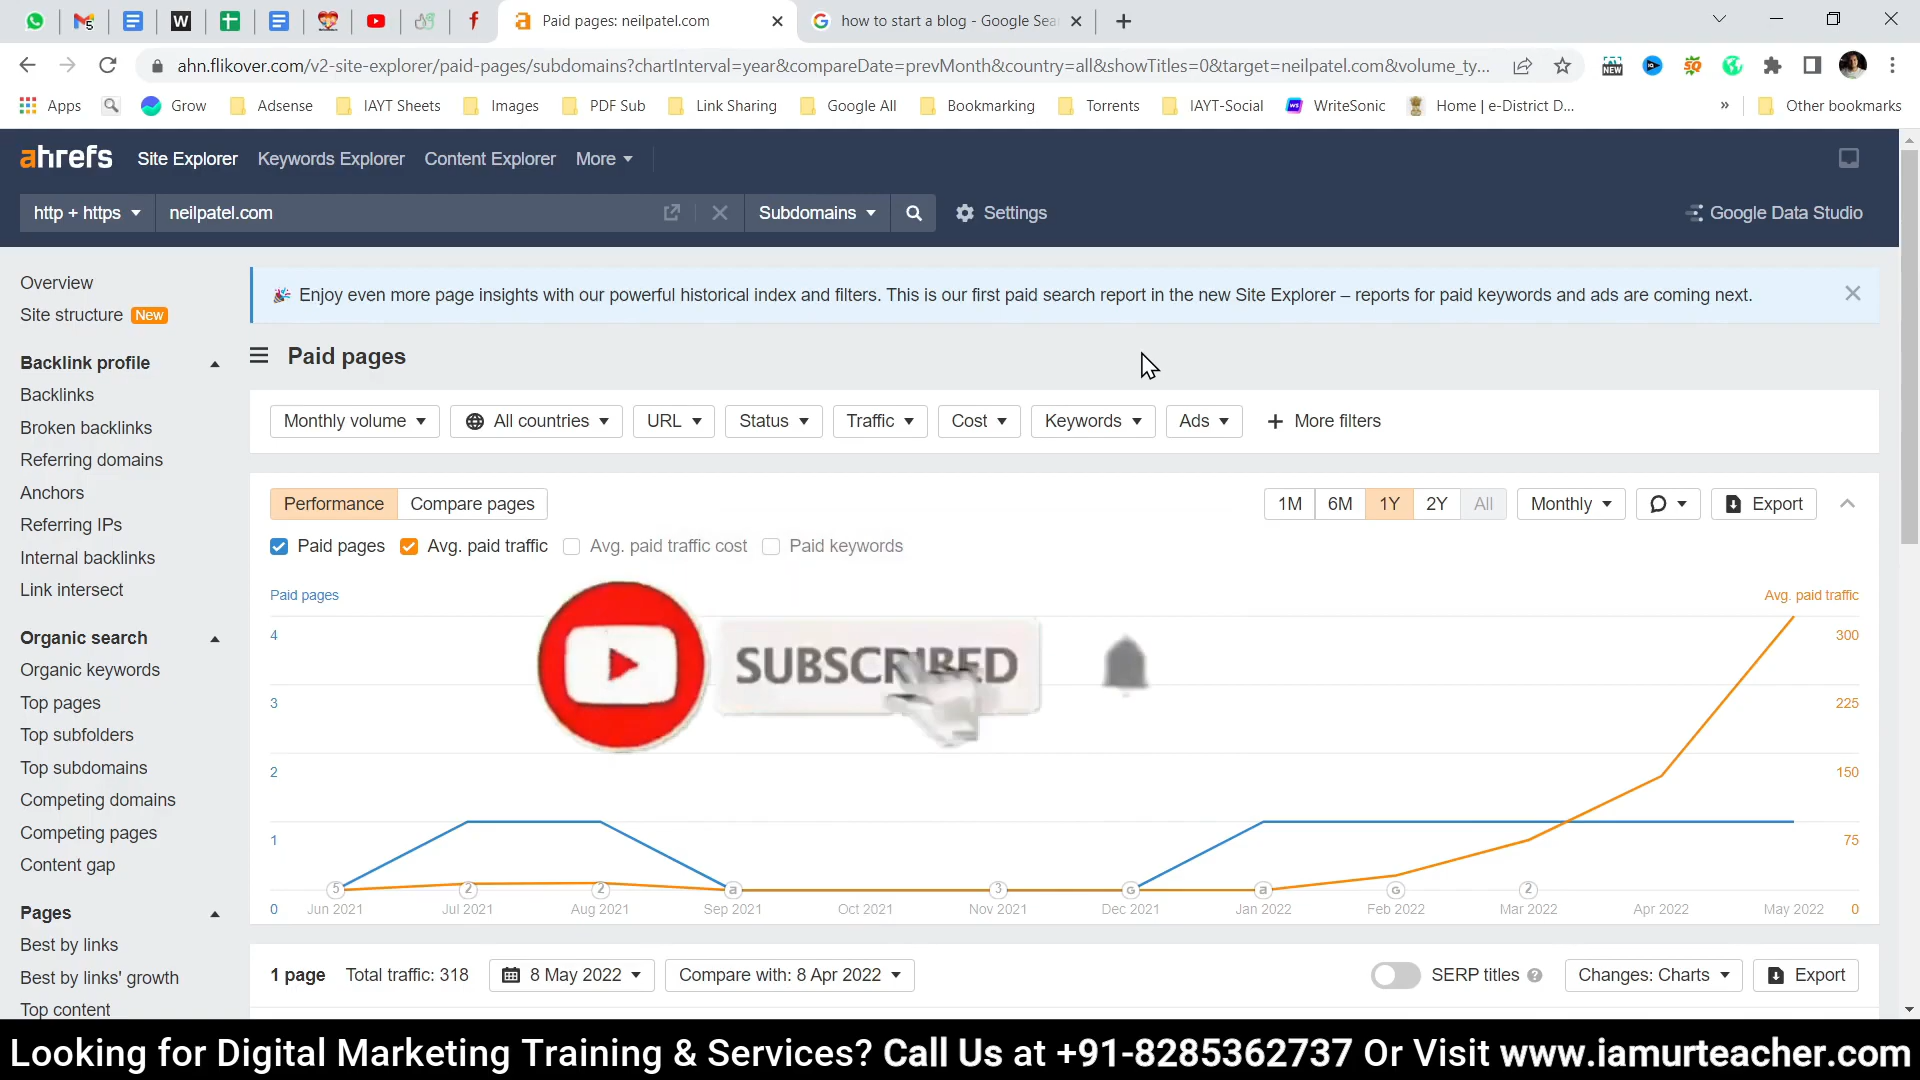 Paid pages: neilpatel.com
how to start a blog - Google Sea
ahn.flikover.com/v2-site-explorer/paid-pages/subdomains?chartInterval=year&compareDate=prevMonth&country=all&showTitles=0&target=neilpatel.com&volume_ty...
Apps Grow Adsense IAYT Sheets Images PDF Sub Link Sharing Google All Bookmarking Torrents IAYT-Social WriteSonic Home | e-District D... » Other bookmarks
ahrefs Site Explorer Keywords Explorer Content Explorer More
http + https neilpatel.com Subdomains Settings Google Data Studio
Overview
Site structure New
Backlink profile
Backlinks
Broken backlinks
Referring domains
Anchors
Referring IPs
Internal backlinks
Link intersect
Organic search
Organic keywords
Top pages
Top subfolders
Top subdomains
Competing domains
Competing pages
Content gap
Pages
Best by links
Best by links' growth
Top content
Enjoy even more page insights with our powerful historical index and filters. This is our first paid search report in the new Site Explorer – reports for paid keywords and ads are coming next.
Paid pages
Monthly volume All countries URL Status Traffic Cost Keywords Ads + More filters
Performance Compare pages 1M 6M 1Y 2Y All Monthly Export
Paid pages Avg. paid traffic Avg. paid traffic cost Paid keywords
Paid pages Avg. paid traffic
4 300
3 225
2 150
1 75
SUBSCRIBED
5 2 2 a 3 G a G 2
0 Jun 2021 Jul 2021 Aug 2021 Sep 2021 Oct 2021 Nov 2021 Dec 2021 Jan 2022 Feb 2022 Mar 2022 Apr 2022 May 2022 0
1 page Total traffic: 318 8 May 2022 Compare with: 8 Apr 2022 SERP titles Changes: Charts Export
Looking for Digital Marketing Training & Services? Call Us at +91-8285362737 Or Visit www.iamurteacher.com